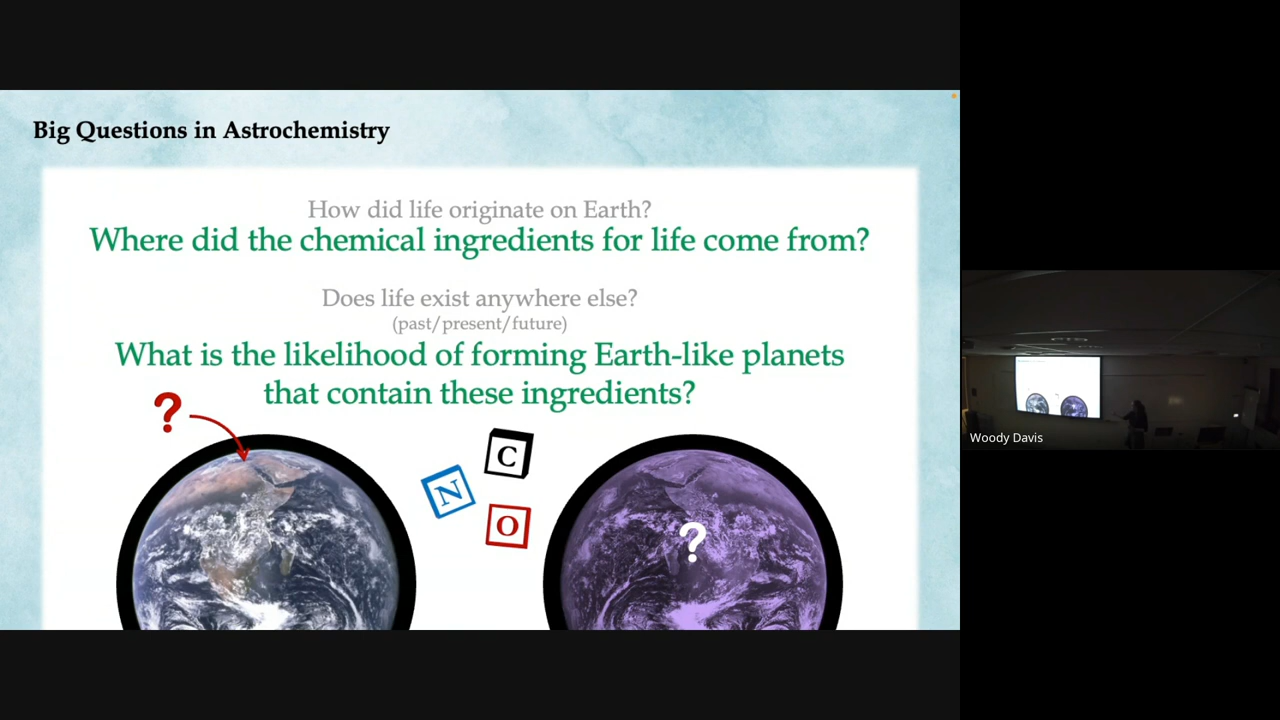 Big Questions in Astrochemistry
How did life originate on Earth?
Where did the chemical ingredients for life come from?
Does life exist anywhere else?
(past/present/future)
What is the likelihood of forming Earth-like planets
that contain these ingredients?
?
C
N
O
?
Woody Davis